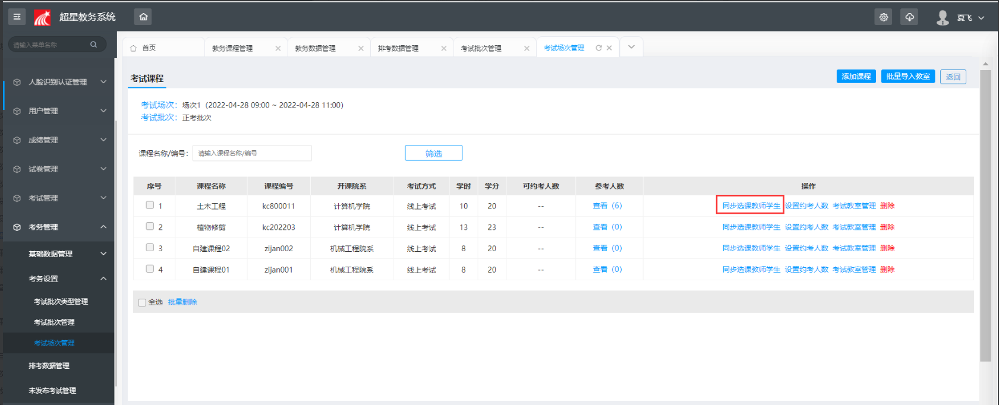 超星教务系统
夏飞
请输入菜单名称
首页 教务课程管理 教务数据管理 排考数据管理 考试批次管理 考试场次管理
人脸识别认证管理
用户管理
成绩管理
试卷管理
考试管理
考务管理
基础数据管理
考务设置
考试批次类型管理
考试批次管理
考试场次管理
排考数据管理
未发布考试管理
考试课程
添加课程 批量导入教室 返回
考试场次： 场次1（2022-04-28 09:00 ~ 2022-04-28 11:00）
考试批次： 正考批次
课程名称/编号： 请输入课程名称/编号 筛选
序号 课程名称 课程编号 开课院系 考试方式 学时 学分 可约考人数 参考人数 操作
1 土木工程 kc800011 计算机学院 线上考试 10 20 -- 查看（6） 同步选课教师学生 设置约考人数 考试教室管理 删除
2 植物修剪 kc202203 计算机学院 线上考试 13 23 -- 查看（0） 同步选课教师学生 设置约考人数 考试教室管理 删除
3 自建课程02 zijan002 机械工程院系 线上考试 8 20 -- 查看（0） 同步选课教师学生 设置约考人数 考试教室管理 删除
4 自建课程01 zijan001 机械工程院系 线上考试 8 20 -- 查看（0） 同步选课教师学生 设置约考人数 考试教室管理 删除
全选 批量删除